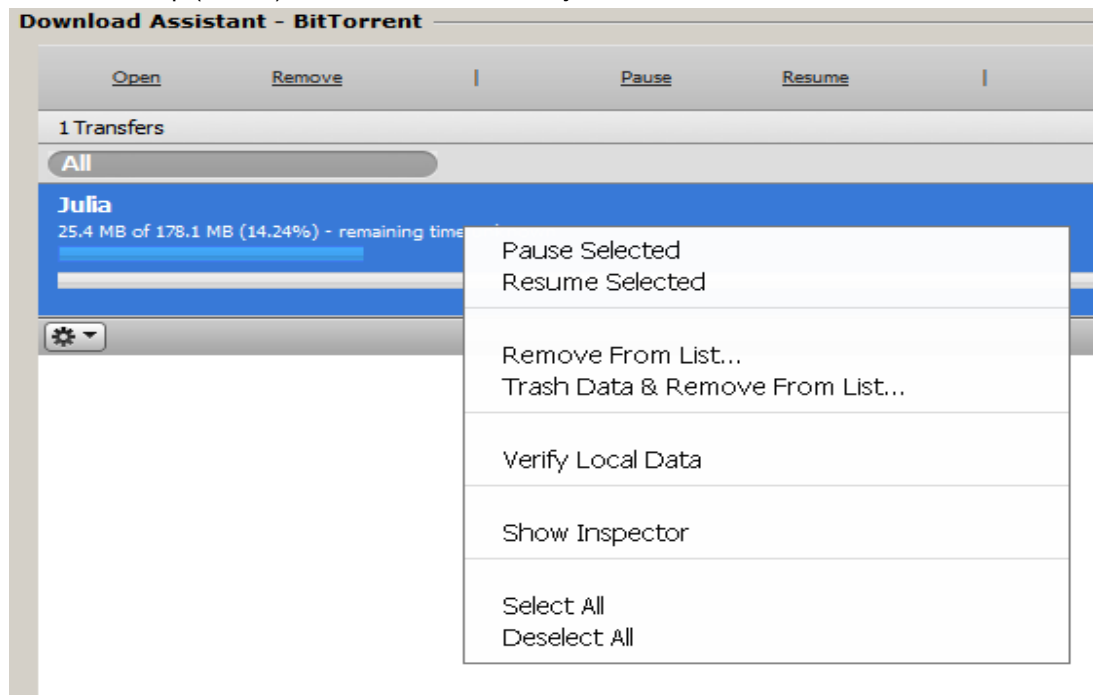 Download Assistant - BitTorrent
Open Remove | Pause Resume |
1 Transfers
All
Julia
25.4 MB of 178.1 MB (14.24%) - remaining time
Pause Selected
Resume Selected
Remove From List...
Trash Data & Remove From List...
Verify Local Data
Show Inspector
Select All
Deselect All